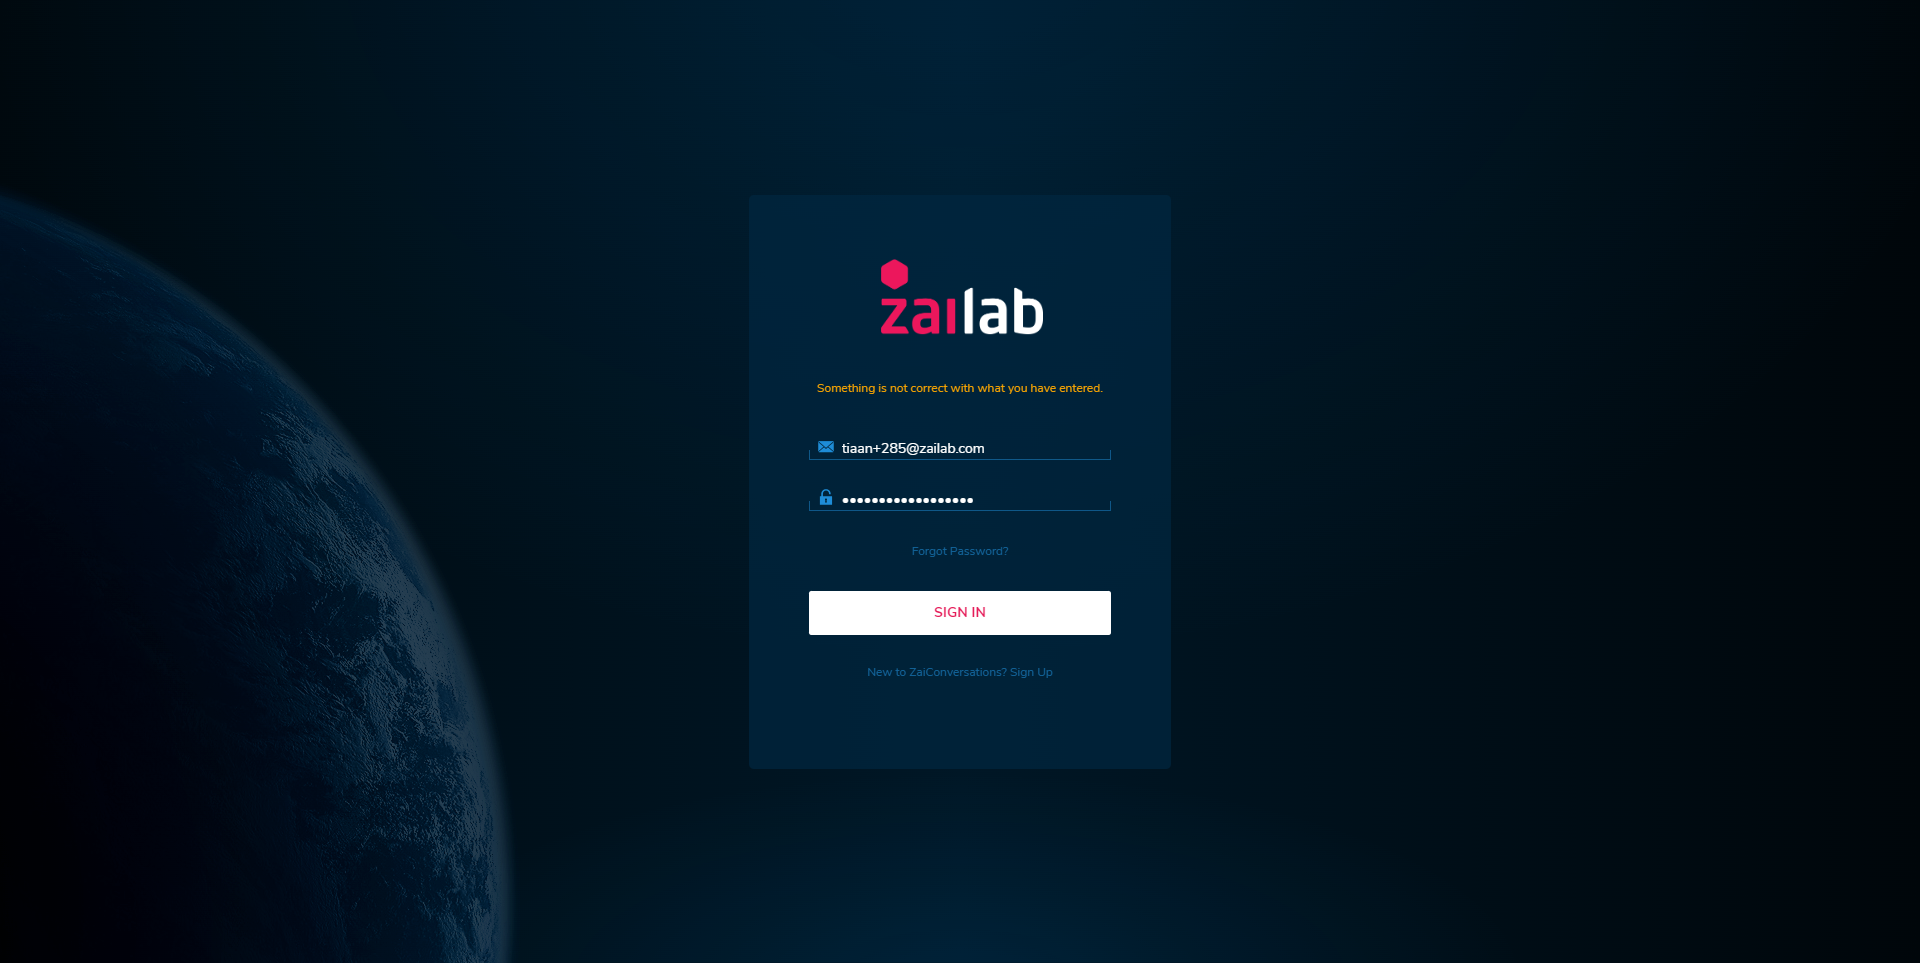 zailab
Something is not correct with what you have entered.
tiaan+285@zailab.com
••••••••••••••••••
Forgot Password?
SIGN IN
New to ZaiConversations? Sign Up